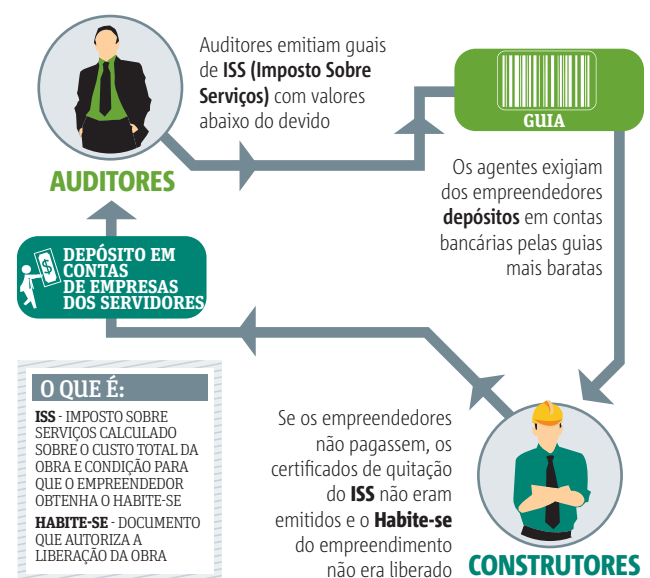 Auditores emitiam guais
de ISS (Imposto Sobre
Serviços) com valores
abaixo do devido
GUIA
AUDITORES
Os agentes exigiam
dos empreendedores
depósitos em contas
bancárias pelas guias
mais baratas
$
DEPÓSITO EM
CONTAS
DE EMPRESAS
DOS SERVIDORES
O QUE É:
ISS - IMPOSTO SOBRE
SERVIÇOS CALCULADO
SOBRE O CUSTO TOTAL DA
OBRA E CONDIÇÃO PARA
QUE O EMPREENDEDOR
OBTENHA O HABITE-SE
HABITE-SE - DOCUMENTO
QUE AUTORIZA A
LIBERAÇÃO DA OBRA
Se os empreendedores
não pagassem, os
certificados de quitação
do ISS não eram
emitidos e o Habite-se
do empreendimento
não era liberado
CONSTRUTORES